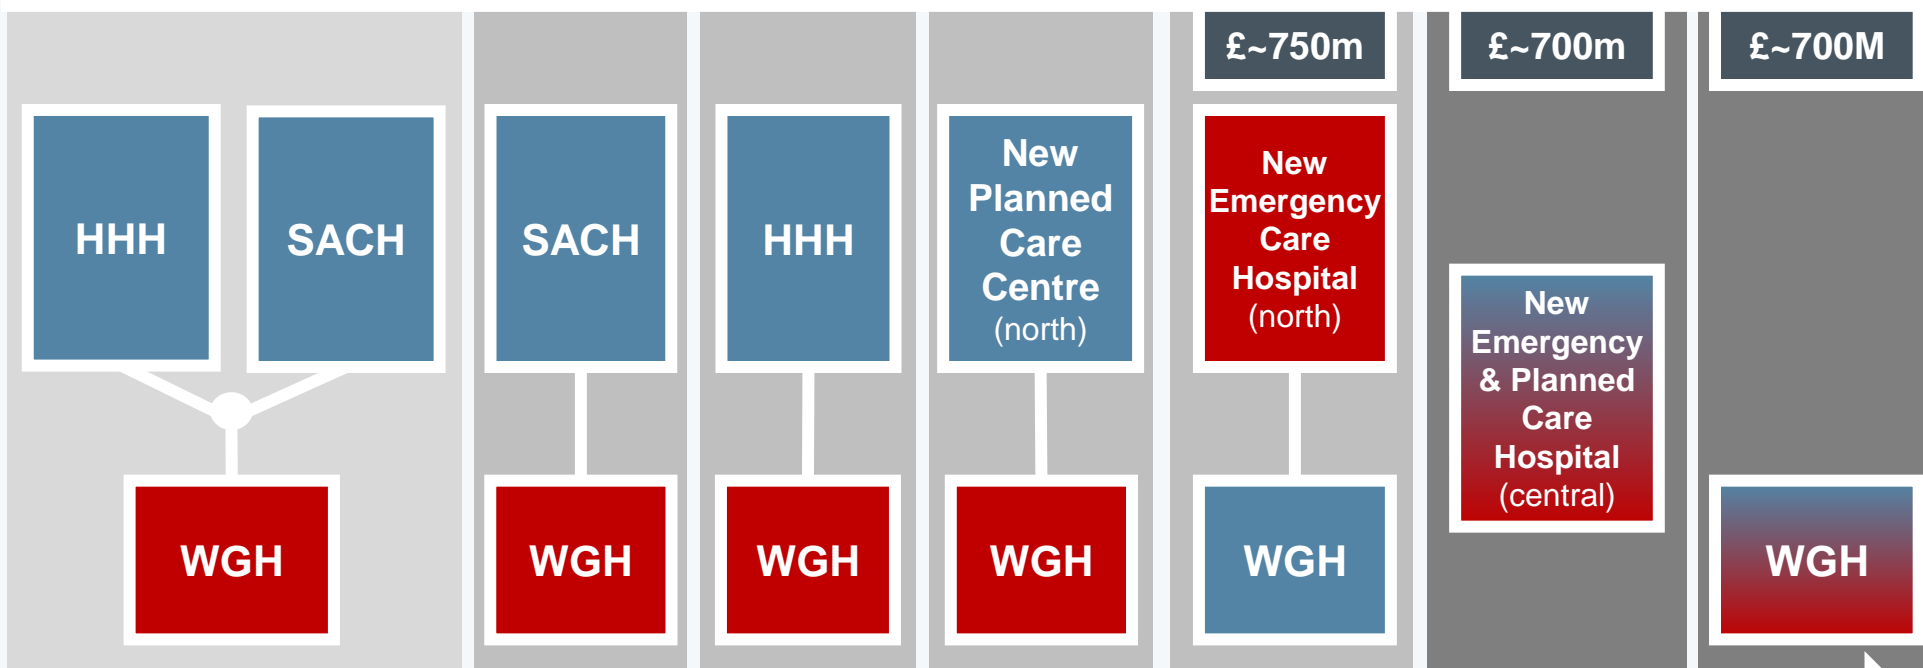 £~750m
£~700m
£~700M
HHH
SACH
SACH
HHH
New
Planned
Care
Centre
(north)
New
Emergency
Care
Hospital
(north)
New
Emergency
& Planned
Care
Hospital
(central)
WGH
WGH
WGH
WGH
WGH
WGH